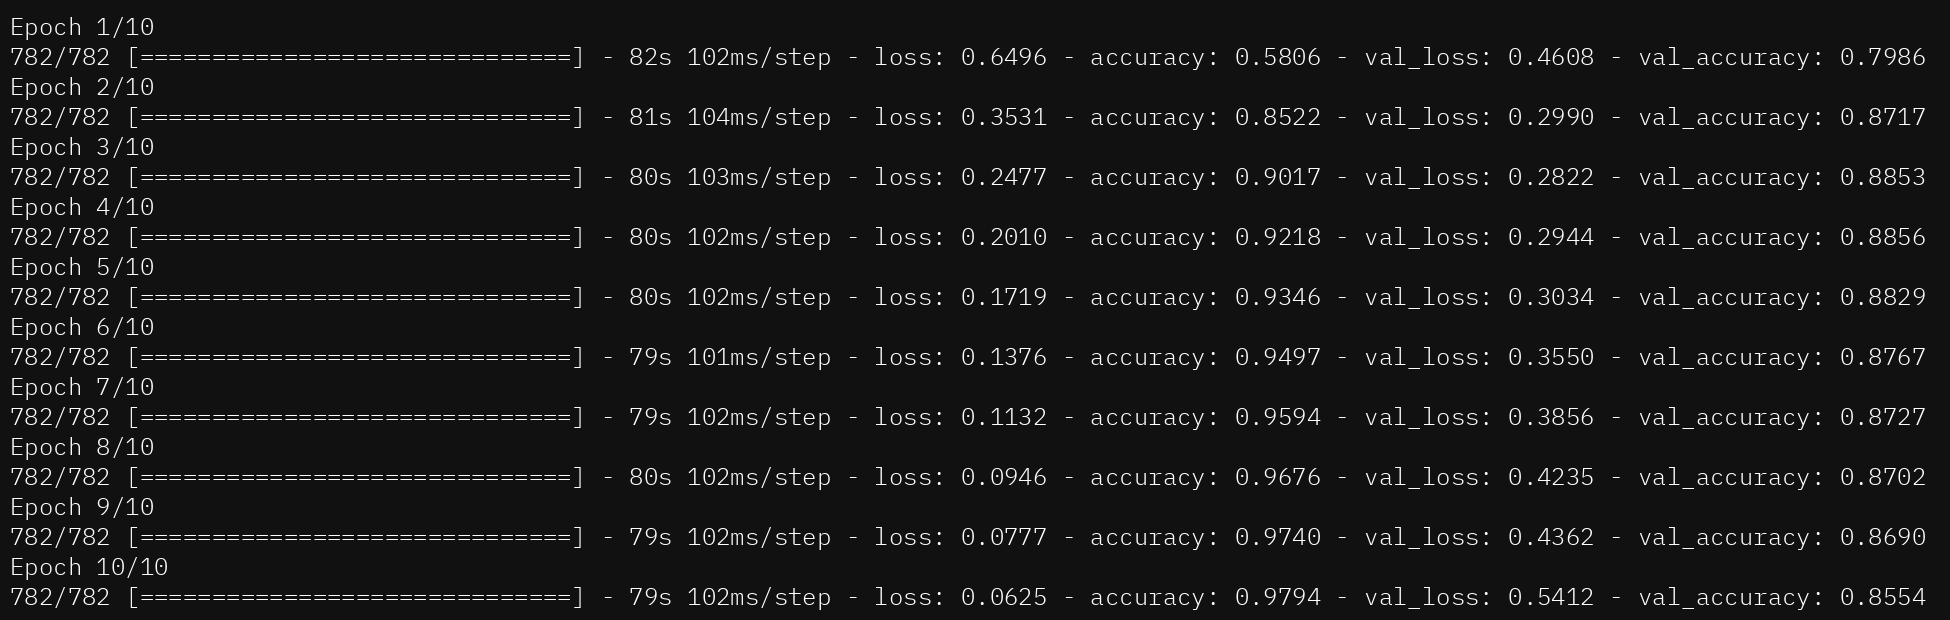 Epoch 1/10
782/782 [==============================] - 82s 102ms/step - loss: 0.6496 - accuracy: 0.5806 - val_loss: 0.4608 - val_accuracy: 0.7986
Epoch 2/10
782/782 [==============================] - 81s 104ms/step - loss: 0.3531 - accuracy: 0.8522 - val_loss: 0.2990 - val_accuracy: 0.8717
Epoch 3/10
782/782 [==============================] - 80s 103ms/step - loss: 0.2477 - accuracy: 0.9017 - val_loss: 0.2822 - val_accuracy: 0.8853
Epoch 4/10
782/782 [==============================] - 80s 102ms/step - loss: 0.2010 - accuracy: 0.9218 - val_loss: 0.2944 - val_accuracy: 0.8856
Epoch 5/10
782/782 [==============================] - 80s 102ms/step - loss: 0.1719 - accuracy: 0.9346 - val_loss: 0.3034 - val_accuracy: 0.8829
Epoch 6/10
782/782 [==============================] - 79s 101ms/step - loss: 0.1376 - accuracy: 0.9497 - val_loss: 0.3550 - val_accuracy: 0.8767
Epoch 7/10
782/782 [==============================] - 79s 102ms/step - loss: 0.1132 - accuracy: 0.9594 - val_loss: 0.3856 - val_accuracy: 0.8727
Epoch 8/10
782/782 [==============================] - 80s 102ms/step - loss: 0.0946 - accuracy: 0.9676 - val_loss: 0.4235 - val_accuracy: 0.8702
Epoch 9/10
782/782 [==============================] - 79s 102ms/step - loss: 0.0777 - accuracy: 0.9740 - val_loss: 0.4362 - val_accuracy: 0.8690
Epoch 10/10
782/782 [==============================] - 79s 102ms/step - loss: 0.0625 - accuracy: 0.9794 - val_loss: 0.5412 - val_accuracy: 0.8554